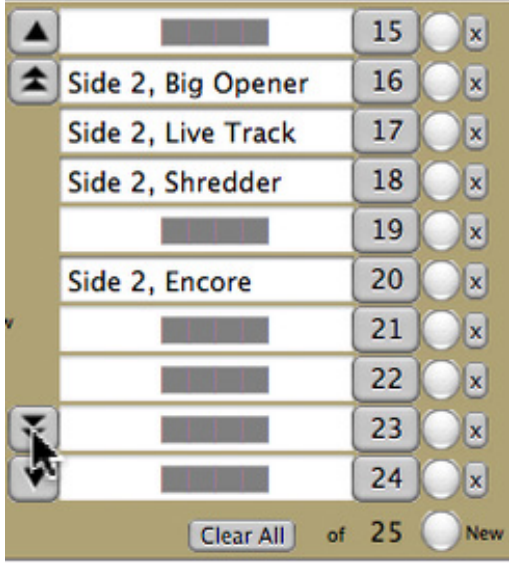 15 x
Side 2, Big Opener 16 x
Side 2, Live Track 17 x
Side 2, Shredder 18 x
19 x
Side 2, Encore 20 x
21 x
22 x
23 x
24 x
Clear All of 25 New